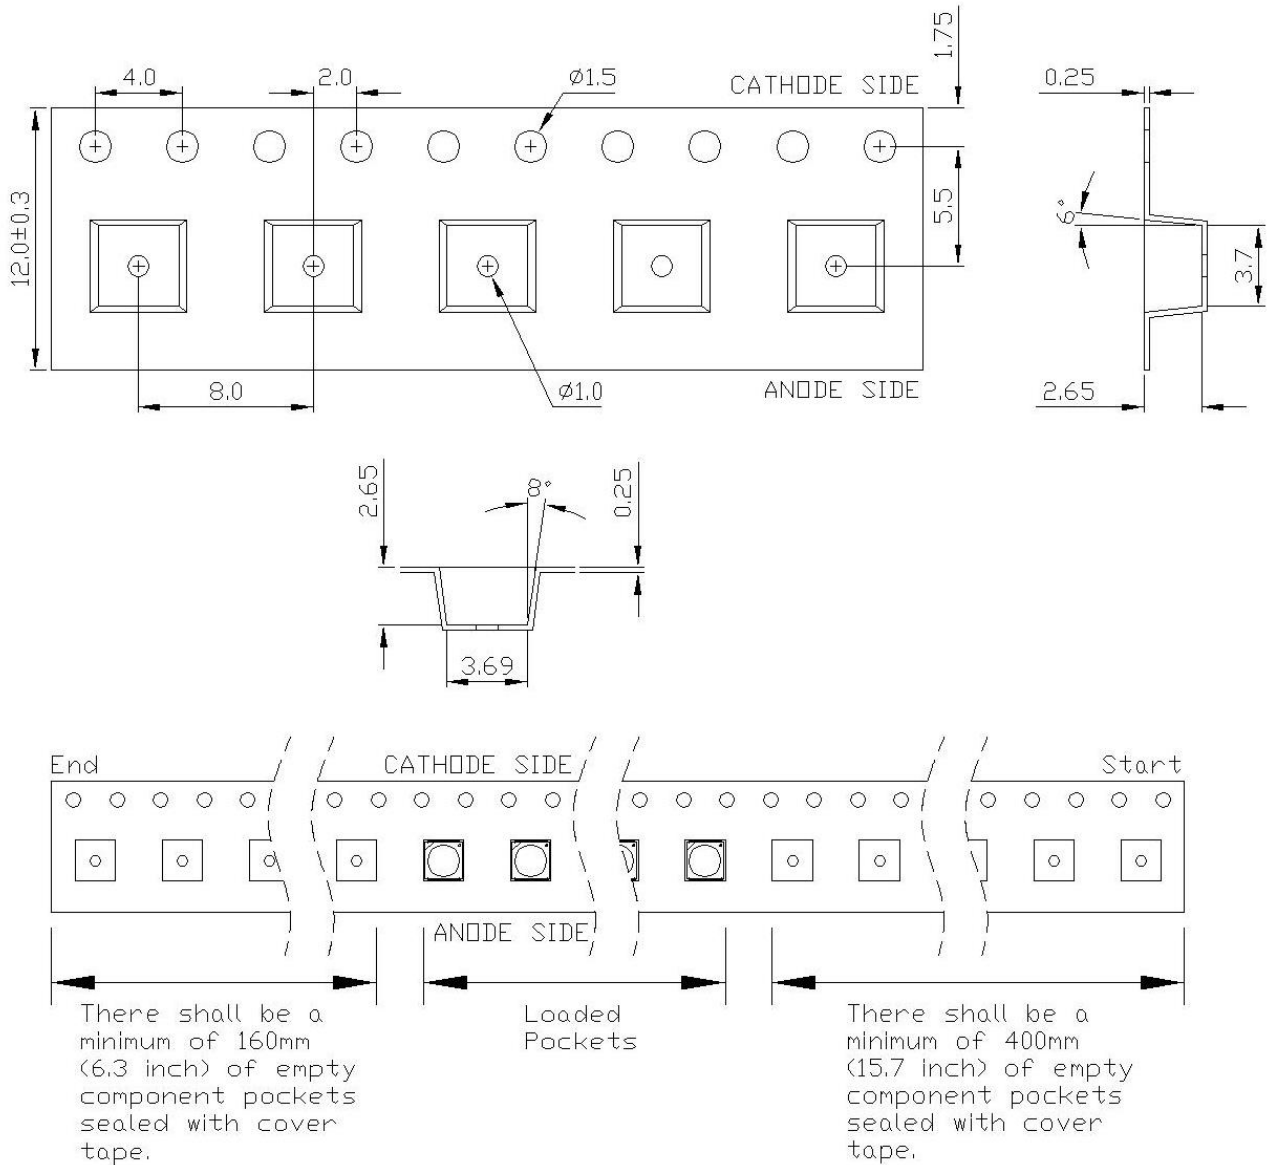 4.0
2.0
Ø1.5
CATHODE SIDE
1.75
0.25
12.0±0.3
5.5
6°
3.7
8.0
Ø1.0
ANODE SIDE
2.65
2.65
8°
0.25
3.69
End
CATHODE SIDE
Start
ANODE SIDE
There shall be a
minimum of 160mm
(6.3 inch) of empty
component pockets
sealed with cover
tape.
Loaded
Pockets
There shall be a
minimum of 400mm
(15.7 inch) of empty
component pockets
sealed with cover
tape.